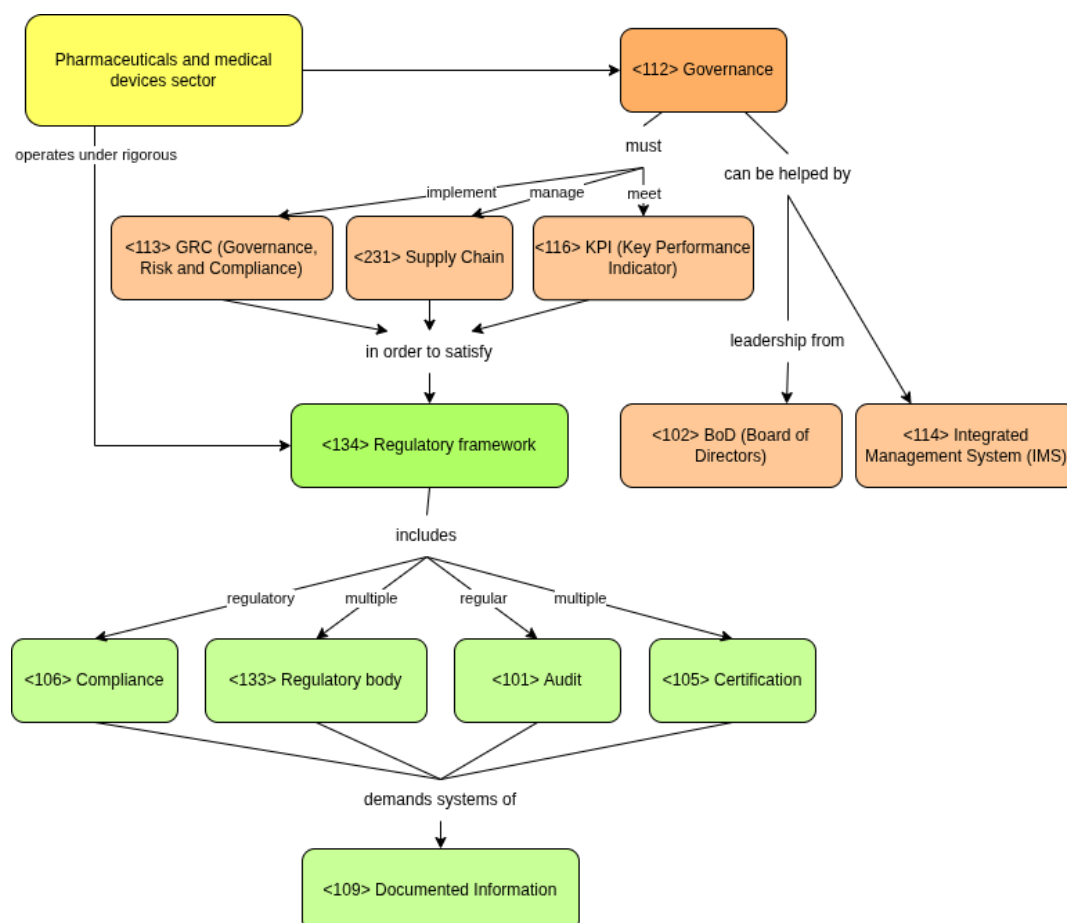 Pharmaceuticals and medical
devices sector
<112> Governance
operates under rigorous
must
can be helped by
implement
manage
meet
<113> GRC (Governance,
Risk and Compliance)
<231> Supply Chain
<116> KPI (Key Performance
Indicator)
in order to satisfy
leadership from
<134> Regulatory framework
<102> BoD (Board of
Directors)
<114> Integrated
Management System (IMS)
includes
regulatory
multiple
regular
multiple
<106> Compliance
<133> Regulatory body
<101> Audit
<105> Certification
demands systems of
<109> Documented Information